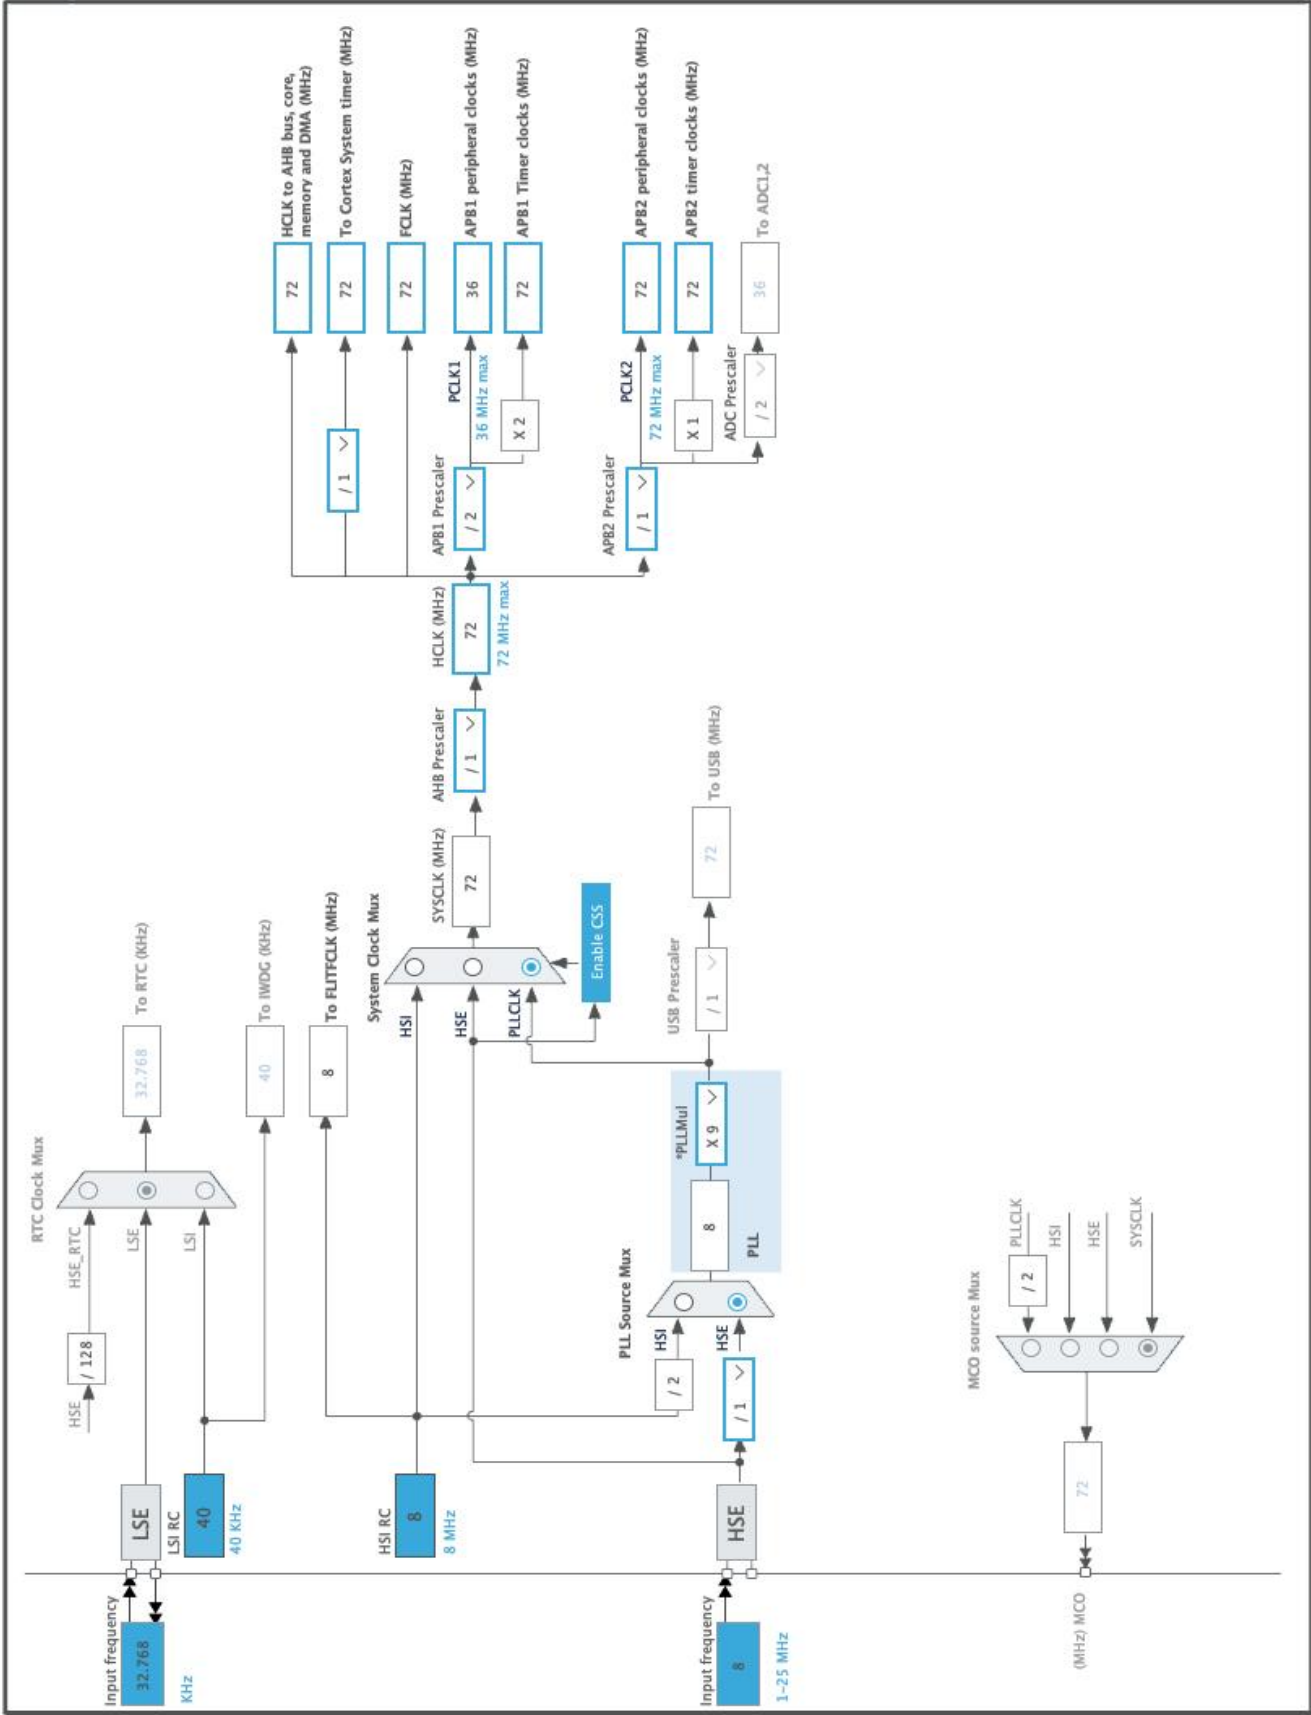 RTC Clock Mux
HSE
/ 128
HSE_RTC
Input frequency
32.768
KHz
LSE
LSE
32.768
To RTC (KHz)
LSI RC
40
40 KHz
LSI
40
To IWDG (KHz)
8
To FLITFCLK (MHz)
HSI RC
8
8 MHz
System Clock Mux
HSI
HSE
PLLCLK
Enable CSS
SYSCLK (MHz)
72
AHB Prescaler
/ 1
HCLK (MHz)
72
72 MHz max
72
HCLK to AHB bus, core,
memory and DMA (MHz)
/ 1
72
To Cortex System timer (MHz)
72
FCLK (MHz)
APB1 Prescaler
/ 2
PCLK1
36 MHz max
36
APB1 peripheral clocks (MHz)
X 2
72
APB1 Timer clocks (MHz)
APB2 Prescaler
/ 1
PCLK2
72 MHz max
72
APB2 peripheral clocks (MHz)
X 1
72
APB2 timer clocks (MHz)
ADC Prescaler
/ 2
36
To ADC1,2
PLL Source Mux
/ 2
HSI
Input frequency
8
1-25 MHz
HSE
/ 1
HSE
8
*PLLMul
X 9
PLL
USB Prescaler
/ 1
72
To USB (MHz)
MCO source Mux
(MHz) MCO
72
/ 2
PLLCLK
HSI
HSE
SYSCLK